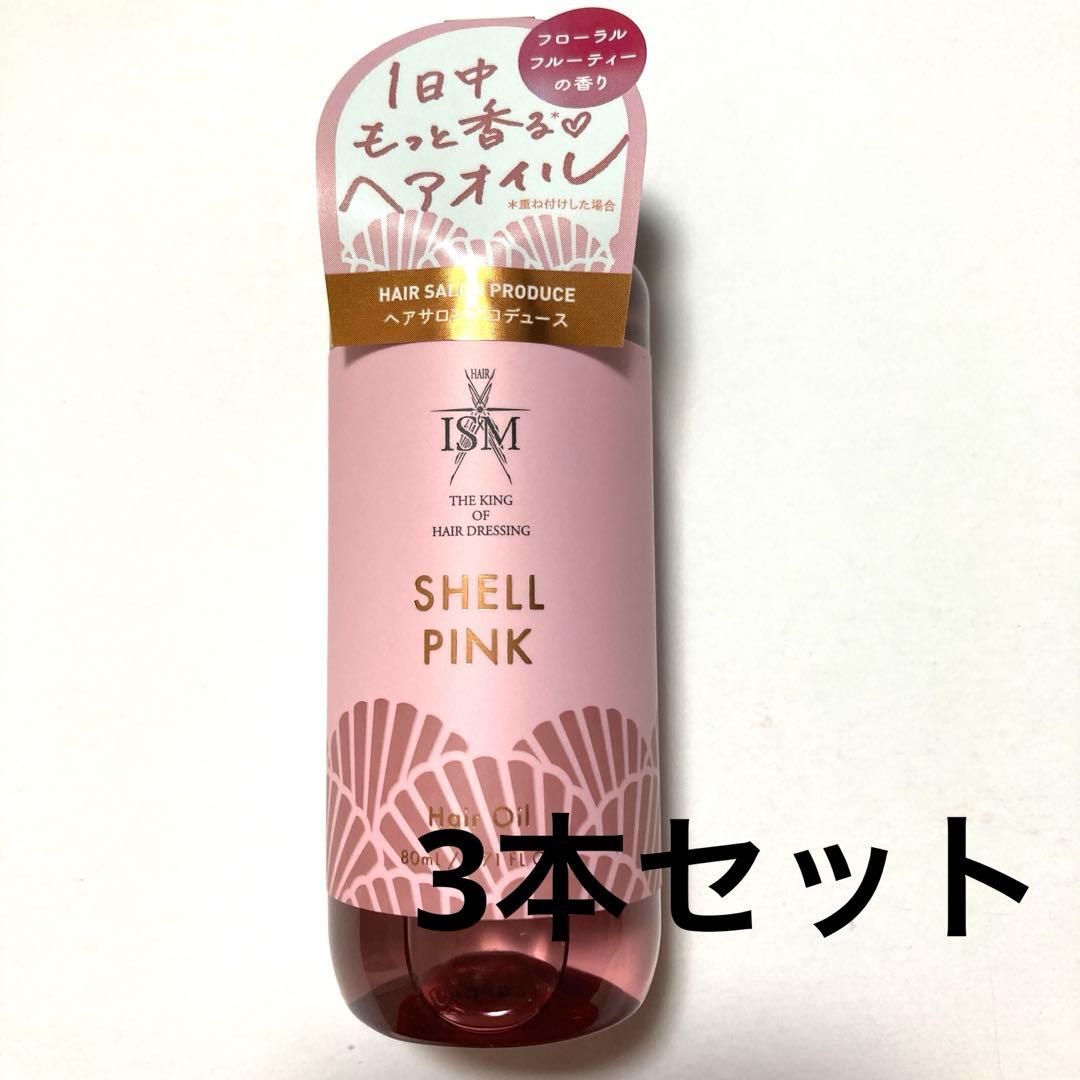 フローラル
フルーティー
の香り
1日中
もっと香る*♡
ヘアオイル
*重ね付けした場合
HAIR SALON PRODUCE
ヘアサロンプロデュース
HAIR
ISM
THE KING
OF
HAIR DRESSING
SHELL
PINK
Hair Oil
80ml /
3本セット